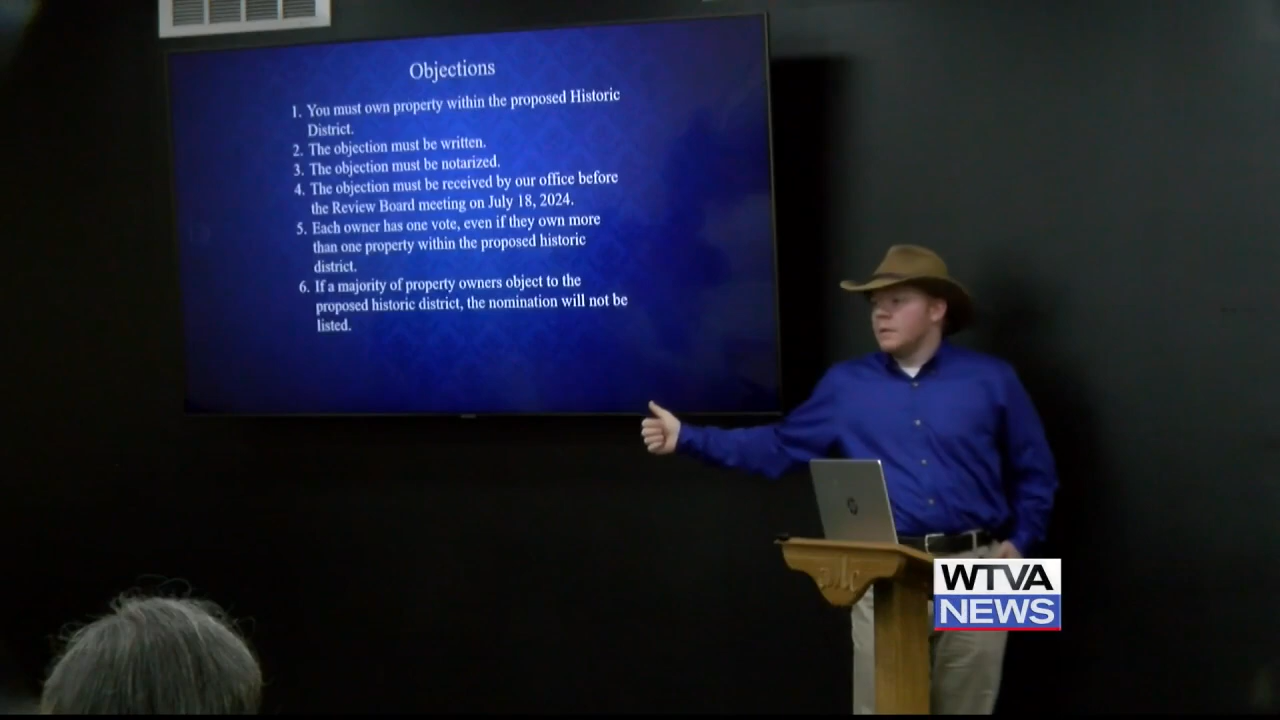 Objections
1. You must own property within the proposed Historic
District.
2. The objection must be written.
3. The objection must be notarized.
4. The objection must be received by our office before
the Review Board meeting on July 18, 2024.
5. Each owner has one vote, even if they own more
than one property within the proposed historic
district.
6. If a majority of property owners object to the
proposed historic district, the nomination will not be
listed.
WTVA
NEWS